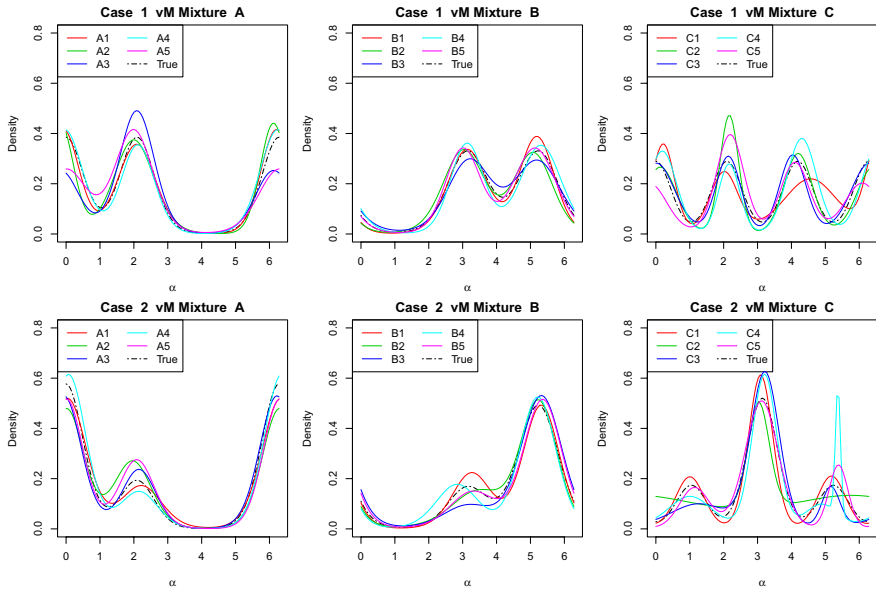 Case 1 vM Mixture A
Case 1 vM Mixture B
Case 1 vM Mixture C
A1 A4
A2 A5
A3 True
B1 B4
B2 B5
B3 True
C1 C4
C2 C5
C3 True
Density
0.0 0.2 0.4 0.6 0.8
0 1 2 3 4 5 6
α
Density
0.0 0.2 0.4 0.6 0.8
0 1 2 3 4 5 6
α
Density
0.0 0.2 0.4 0.6 0.8
0 1 2 3 4 5 6
α
Case 2 vM Mixture A
Case 2 vM Mixture B
Case 2 vM Mixture C
A1 A4
A2 A5
A3 True
B1 B4
B2 B5
B3 True
C1 C4
C2 C5
C3 True
Density
0.0 0.2 0.4 0.6 0.8
0 1 2 3 4 5 6
α
Density
0.0 0.2 0.4 0.6 0.8
0 1 2 3 4 5 6
α
Density
0.0 0.2 0.4 0.6 0.8
0 1 2 3 4 5 6
α